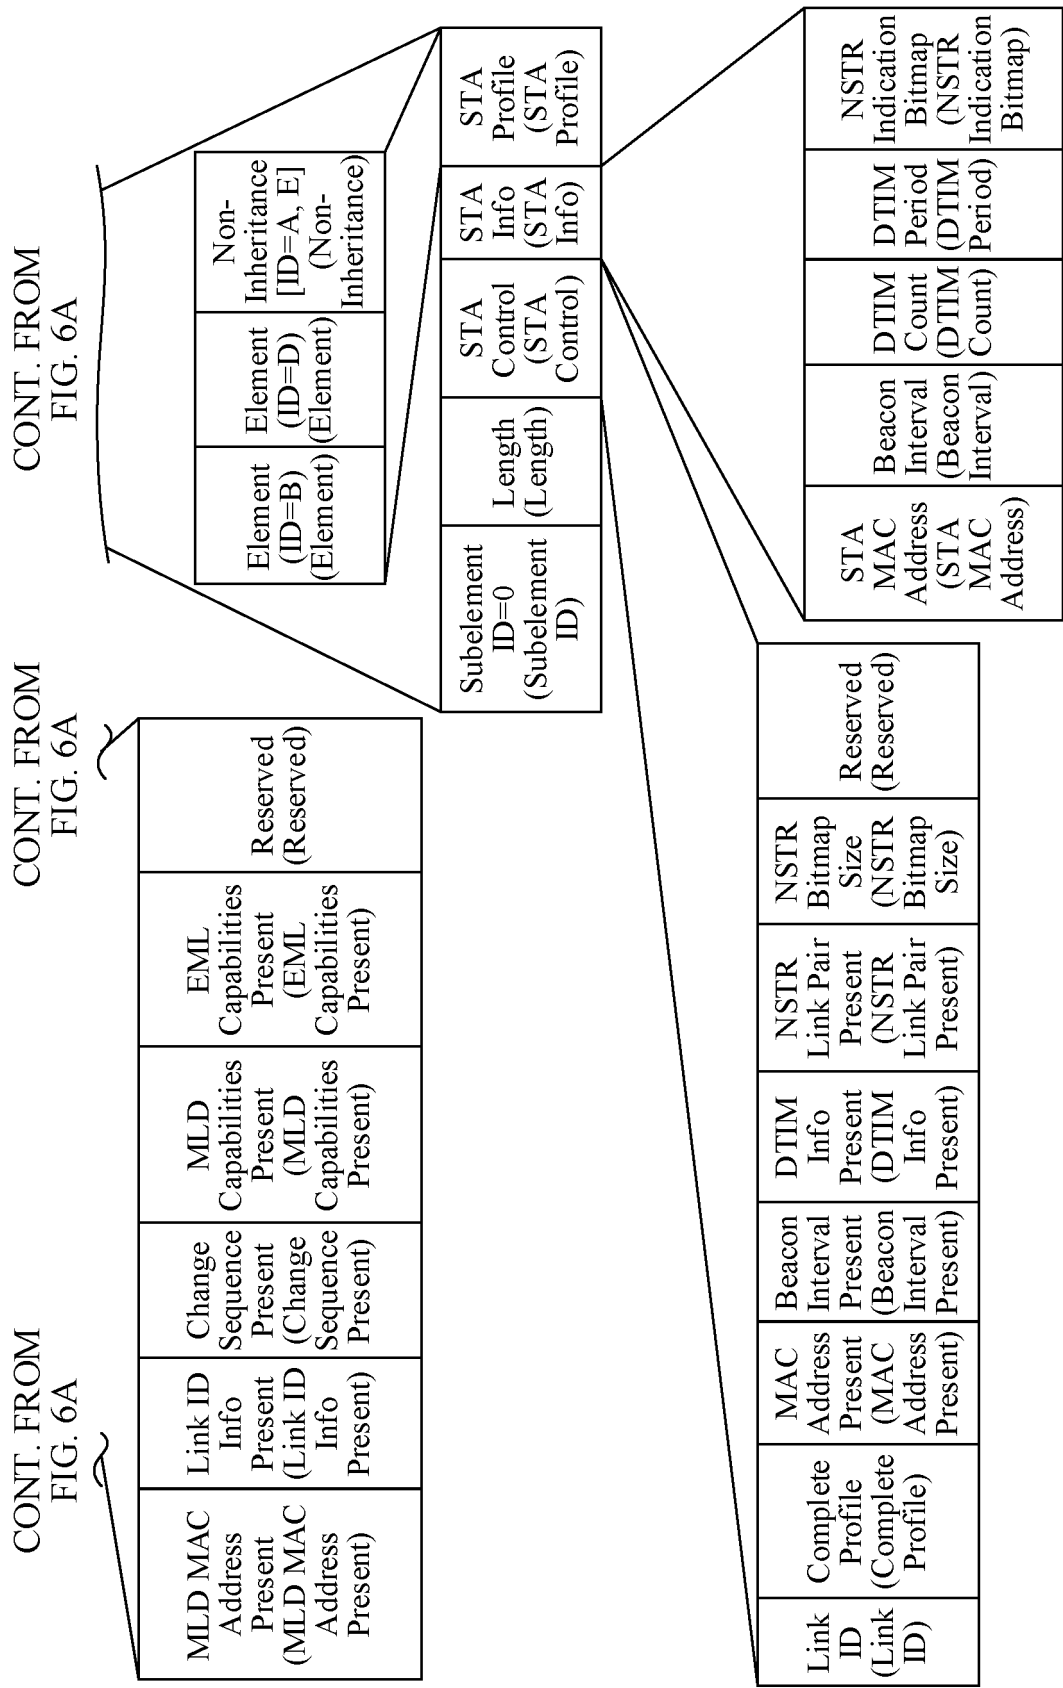 CONT. FROM
FIG. 6A
CONT. FROM
FIG. 6A
CONT. FROM
FIG. 6A
MLD MAC
Address
Present
(MLD MAC
Address
Present)
Link ID
Info
Present
(Link ID
Info
Present)
Change
Sequence
Present
(Change
Sequence
Present)
MLD
Capabilities
Present
(MLD
Capabilities
Present)
EML
Capabilities
Present
(EML
Capabilities
Present)
Reserved
(Reserved)
Element
(ID=B)
(Element)
Element
(ID=D)
(Element)
Non-
Inheritance
[ID=A, E]
(Non-
Inheritance)
Subelement
ID=0
(Subelement
ID)
Length
(Length)
STA
Control
(STA
Control)
STA
Info
(STA
Info)
STA
Profile
(STA
Profile)
Link
ID
(Link
ID)
Complete
Profile
(Complete
Profile)
MAC
Address
Present
(MAC
Address
Present)
Beacon
Interval
Present
(Beacon
Interval
Present)
DTIM
Info
Present
(DTIM
Info
Present)
NSTR
Link Pair
Present
(NSTR
Link Pair
Present)
NSTR
Bitmap
Size
(NSTR
Bitmap
Size)
Reserved
(Reserved)
STA
MAC
Address
(STA
MAC
Address)
Beacon
Interval
(Beacon
Interval)
DTIM
Count
(DTIM
Count)
DTIM
Period
(DTIM
Period)
NSTR
Indication
Bitmap
(NSTR
Indication
Bitmap)